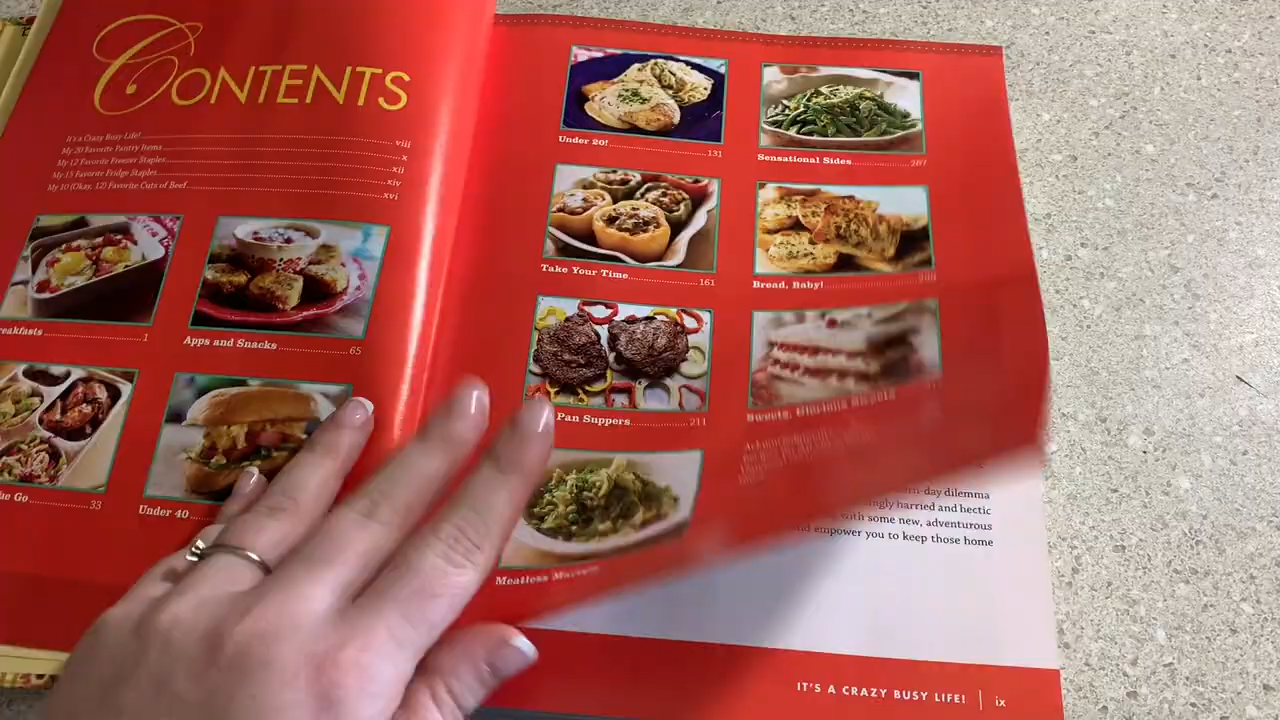 CONTENTS
It's a Crazy Busy Life! viii
My 20 Favorite Pantry Items x
My 12 Favorite Freezer Staples xii
My 15 Favorite Fridge Staples xiv
My 10 (Okay, 12) Favorite Cuts of Beef xvi
reakfasts 1
Apps and Snacks 65
he Go 33
Under 40
Under 20! 131
Sensational Sides
Take Your Time 161
Bread, Baby!
Pan Suppers 211
Meatless
Sweets,
rn-day dilemma
ingly harried and hectic
with some new, adventurous
nd empower you to keep those home
IT'S A CRAZY BUSY LIFE! | ix